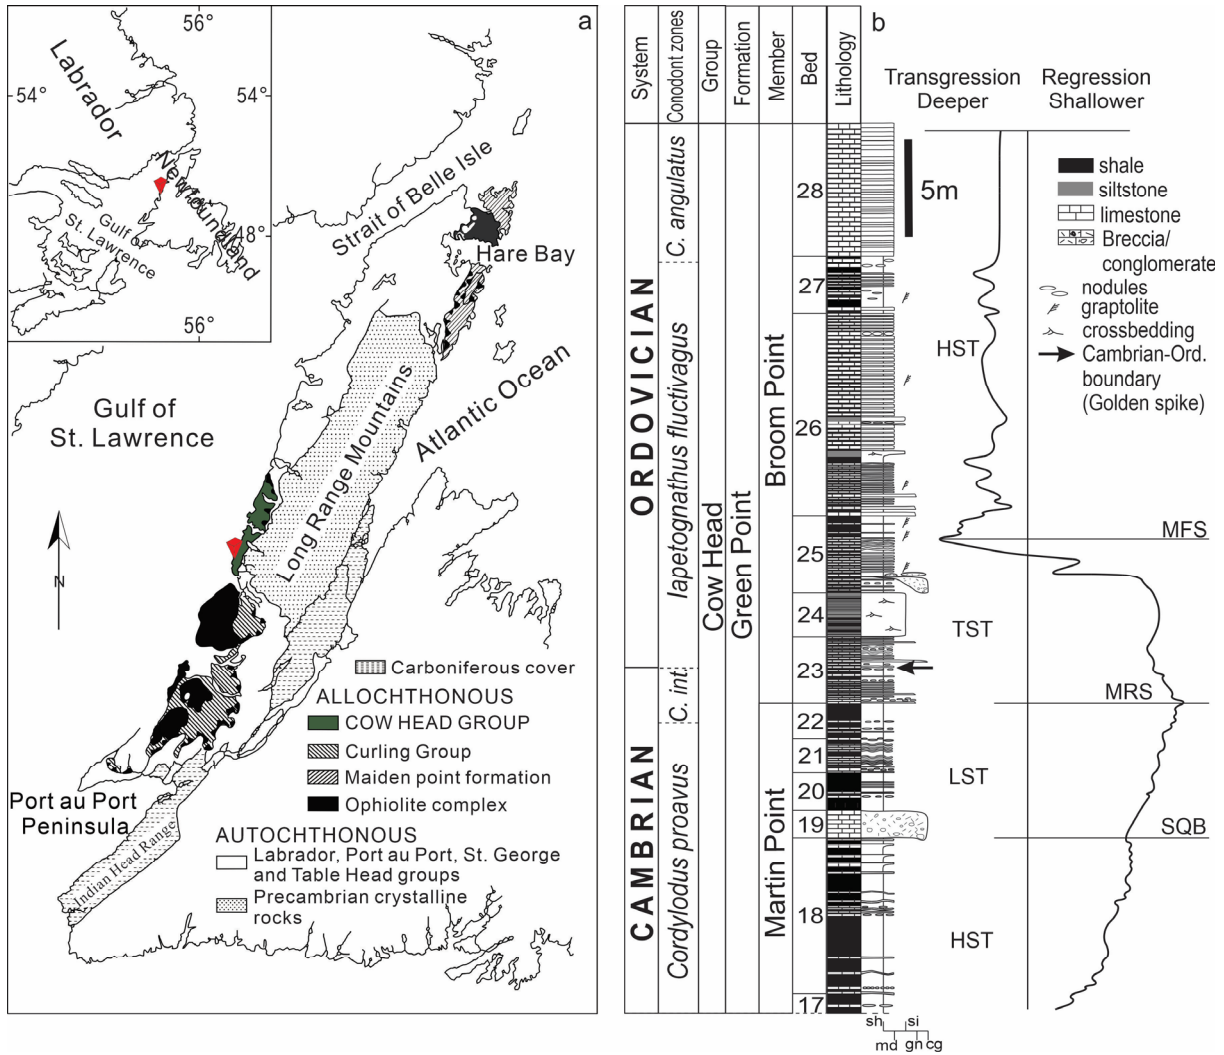 a
56°
54°
54°
Labrador
Newfoundland
Gulf of
St. Lawrence
48°
56°
Strait of Belle Isle
Hare Bay
Gulf of
St. Lawrence
Long Range Mountains
Atlantic Ocean
N
Port au Port
Peninsula
Indian Head Range
Carboniferous cover
ALLOCHTHONOUS
COW HEAD GROUP
Curling Group
Maiden point formation
Ophiolite complex
AUTOCHTHONOUS
Labrador, Port au Port, St. George
and Table Head groups
Precambrian crystalline
rocks
b
System
Conodont zones
Group
Formation
Member
Bed
Lithology
Transgression
Deeper
Regression
Shallower
ORDOVICIAN
CAMBRIAN
C. angulatus
Iapetognathus fluctivagus
C. int.
Cordylodus proavus
Cow Head
Green Point
Broom Point
Martin Point
28
27
26
25
24
23
22
21
20
19
18
17
5m
shale
siltstone
limestone
Breccia/
conglomerate
nodules
graptolite
crossbedding
Cambrian-Ord.
boundary
(Golden spike)
HST
MFS
TST
MRS
LST
SQB
HST
sh
si
md
gn
cg